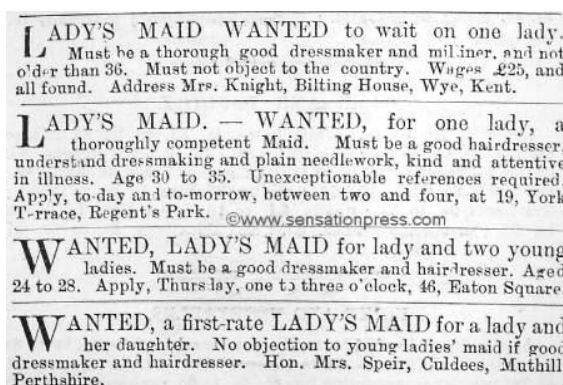 LADY'S MAID WANTED to wait on one lady.
Must be a thorough good dressmaker and milliner, and not
older than 36. Must not object to the country. Wages £25, and
all found. Address Mrs. Knight, Bilting House, Wye, Kent.
LADY'S MAID. — WANTED, for one lady, a
thoroughly competent Maid. Must be a good hairdresser,
understand dressmaking and plain needlework, kind and attentive
in illness. Age 30 to 35. Unexceptionable references required.
Apply, to-day and to-morrow, between two and four, at 19, York
Terrace, Regent's Park.
©www.sensationpress.com
WANTED, LADY'S MAID for lady and two young
ladies. Must be a good dressmaker and hairdresser. Aged
24 to 28. Apply, Thursday, one to three o'clock, 46, Eaton Square.
WANTED, a first-rate LADY'S MAID for a lady and
her daughter. No objection to young ladies' maid if good
dressmaker and hairdresser. Hon. Mrs. Speir, Culdees, Muthill
Perthshire.